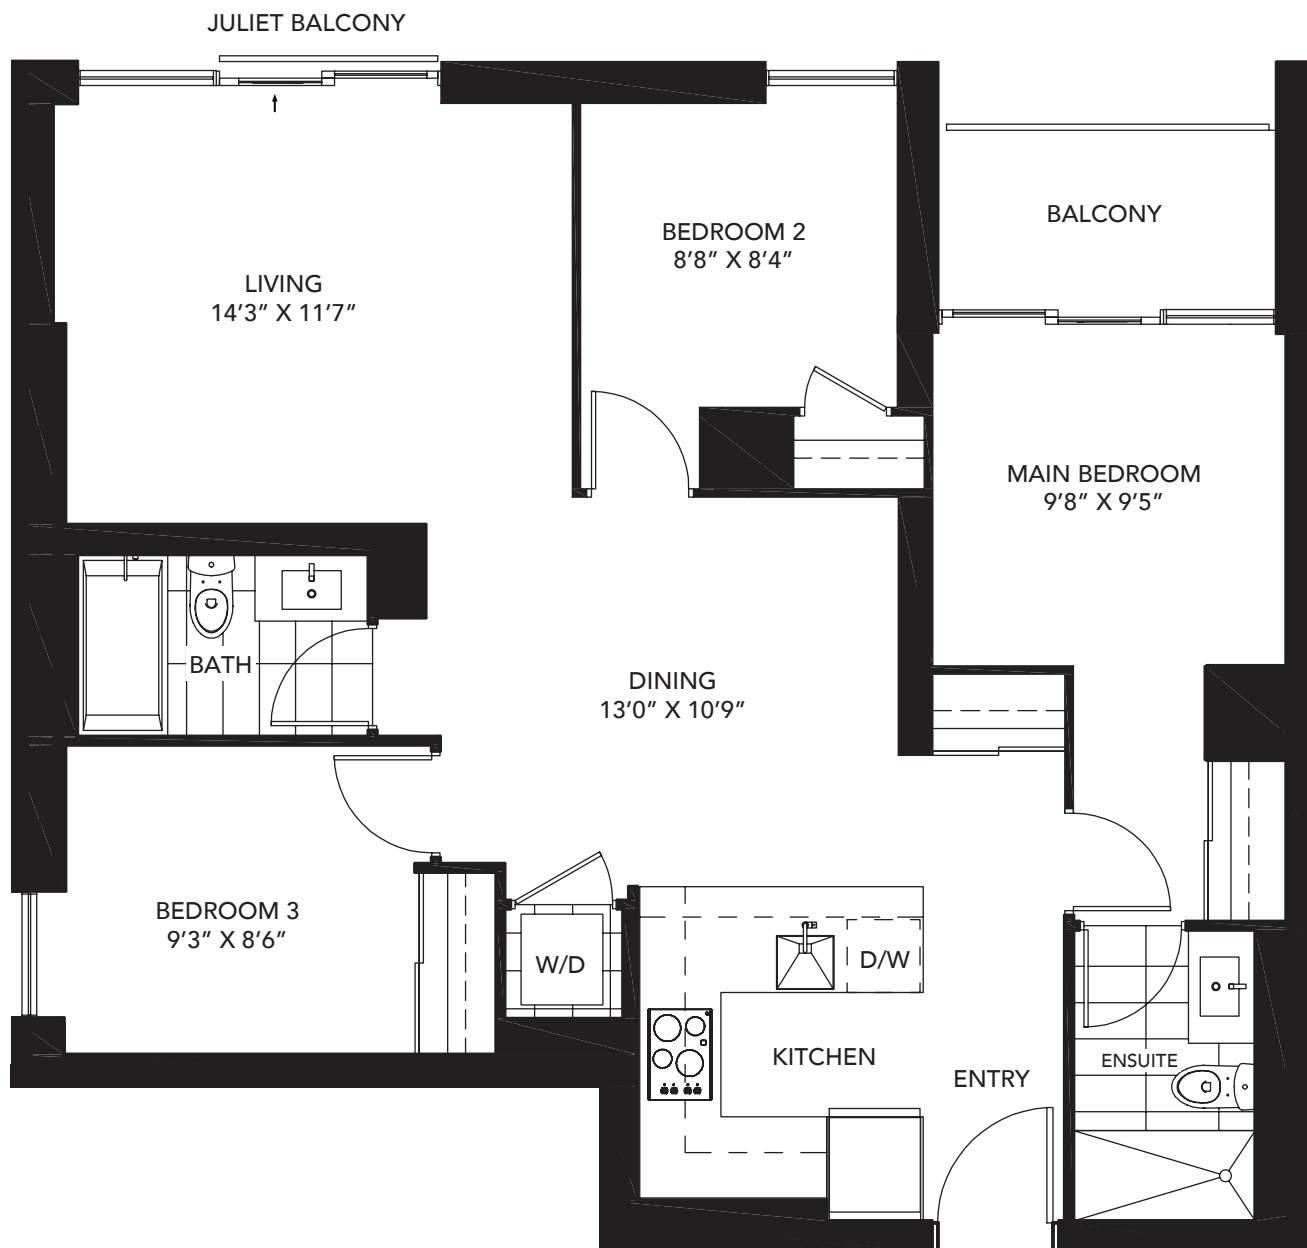 JULIET BALCONY
LIVING
14’3” X 11’7”
BEDROOM 2
8’8” X 8’4”
BALCONY
MAIN BEDROOM
9’8” X 9’5”
BATH
DINING
13’0” X 10’9”
BEDROOM 3
9’3” X 8’6”
W/D
D/W
KITCHEN
ENTRY
ENSUITE